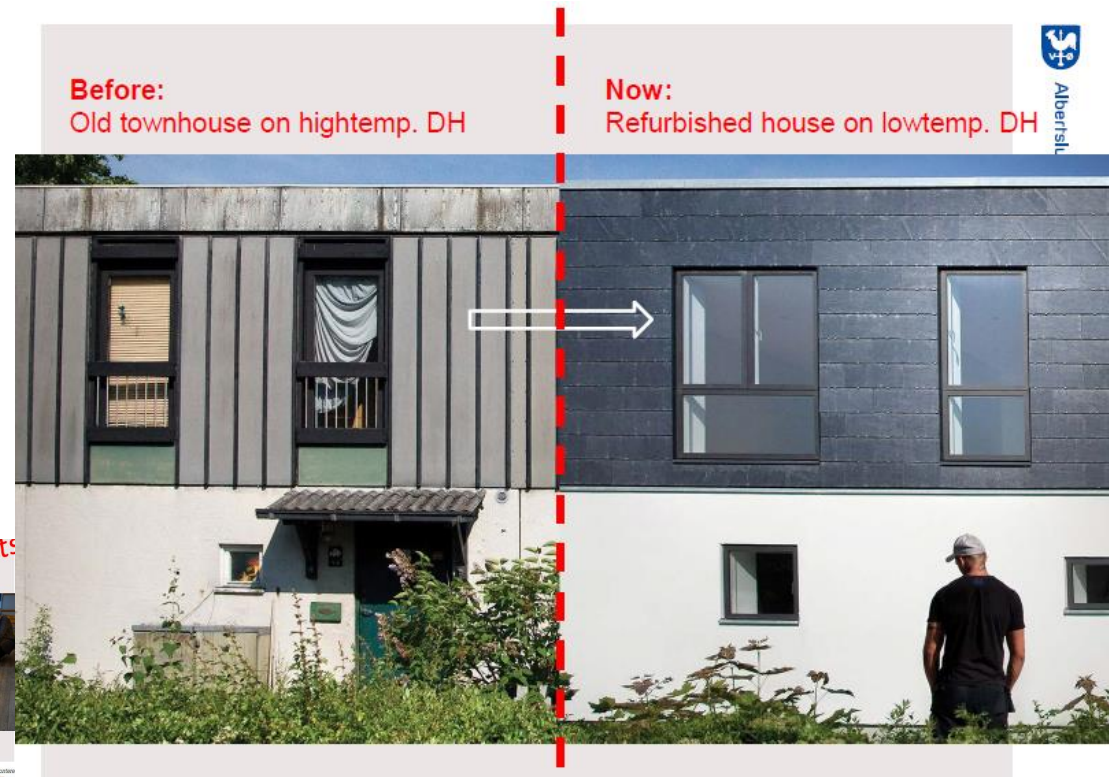 Before:
Old townhouse on hightemp. DH
Now:
Refurbished house on lowtemp. DH